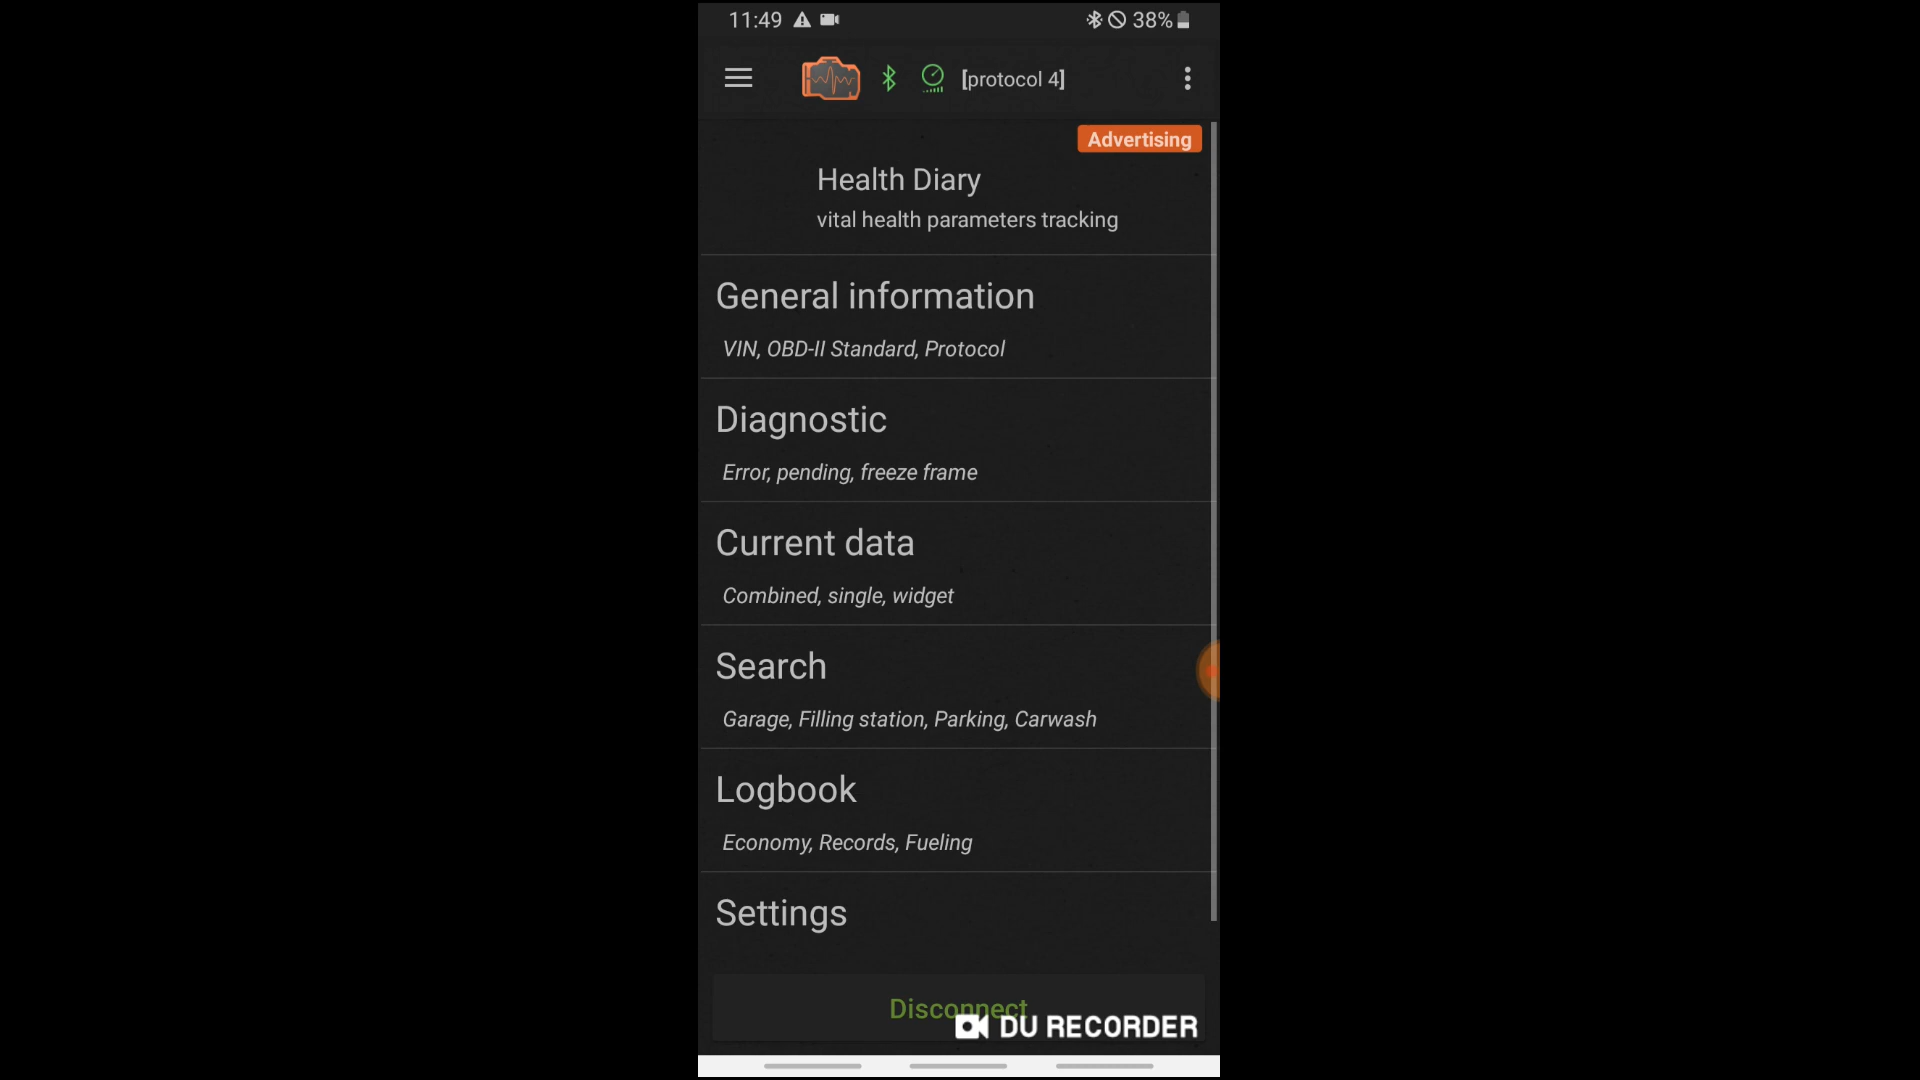 11:49
38%
[protocol 4]
Advertising
Health Diary
vital health parameters tracking
General information
VIN, OBD-II Standard, Protocol
Diagnostic
Error, pending, freeze frame
Current data
Combined, single, widget
Search
Garage, Filling station, Parking, Carwash
Logbook
Economy, Records, Fueling
Settings
Disconnect
DU RECORDER